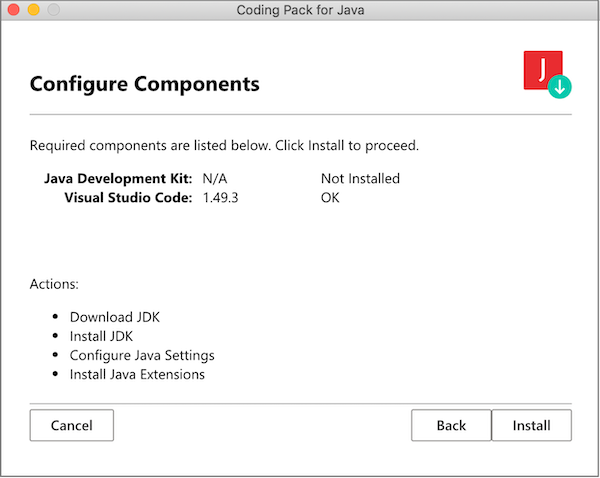 Coding Pack for Java
J
Configure Components
Required components are listed below. Click Install to proceed.
Java Development Kit: N/A Not Installed
Visual Studio Code: 1.49.3 OK
Actions:
• Download JDK
• Install JDK
• Configure Java Settings
• Install Java Extensions
Cancel Back Install